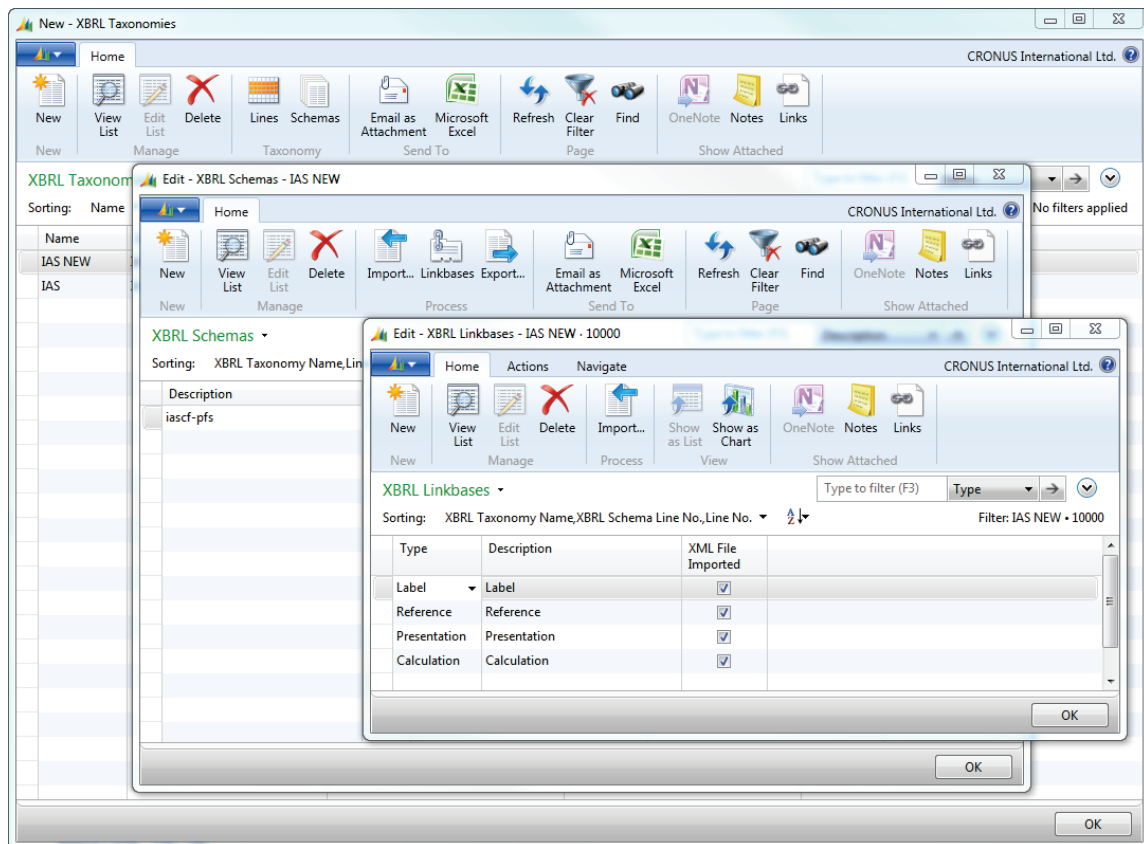 New - XBRL Taxonomies
Home
CRONUS International Ltd.
New View List Edit List Delete Lines Schemas Email as Attachment Microsoft Excel Refresh Clear Filter Find OneNote Notes Links
New Manage Taxonomy Send To Page Show Attached
XBRL Taxonom
Sorting: Name
No filters applied
Name
IAS NEW
IAS
Edit - XBRL Schemas - IAS NEW
Home
CRONUS International Ltd.
New View List Edit List Delete Import... Linkbases Export... Email as Attachment Microsoft Excel Refresh Clear Filter Find OneNote Notes Links
New Manage Process Send To Page Show Attached
XBRL Schemas
Sorting: XBRL Taxonomy Name,Lin
Description
iascf-pfs
Edit - XBRL Linkbases - IAS NEW · 10000
Home Actions Navigate
CRONUS International Ltd.
New View List Edit List Delete Import... Show as List Show as Chart OneNote Notes Links
New Manage Process View Show Attached
XBRL Linkbases
Type to filter (F3) Type
Sorting: XBRL Taxonomy Name,XBRL Schema Line No.,Line No.
Filter: IAS NEW • 10000
Type Description XML File Imported
Label Label
Reference Reference
Presentation Presentation
Calculation Calculation
OK
OK
OK